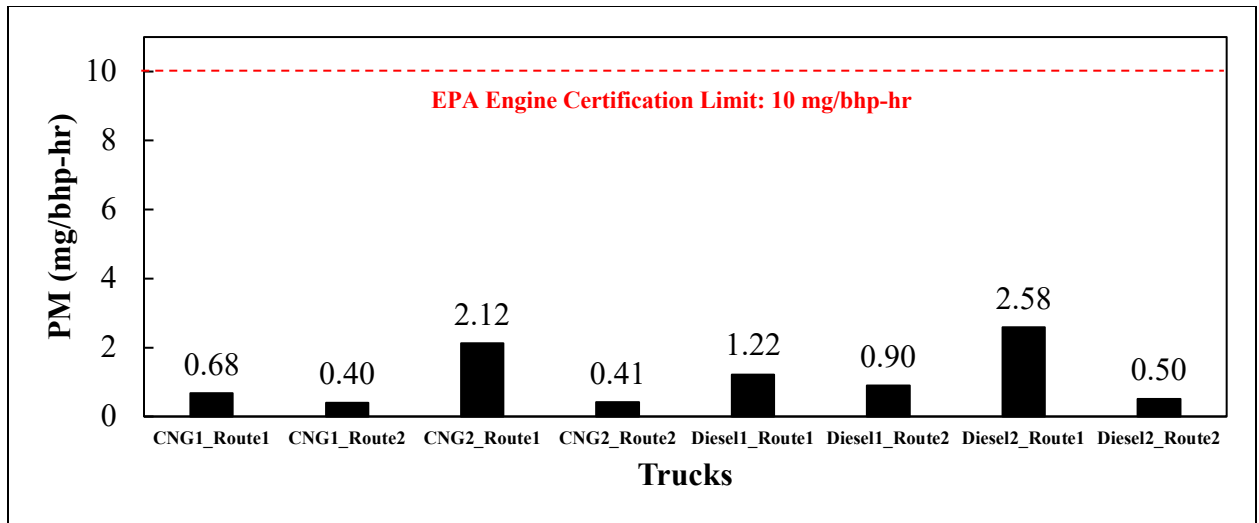 10
EPA Engine Certification Limit: 10 mg/bhp-hr
8
6
4
2
0
PM (mg/bhp-hr)
0.68
0.40
2.12
0.41
1.22
0.90
2.58
0.50
CNG1_Route1
CNG1_Route2
CNG2_Route1
CNG2_Route2
Diesel1_Route1
Diesel1_Route2
Diesel2_Route1
Diesel2_Route2
Trucks